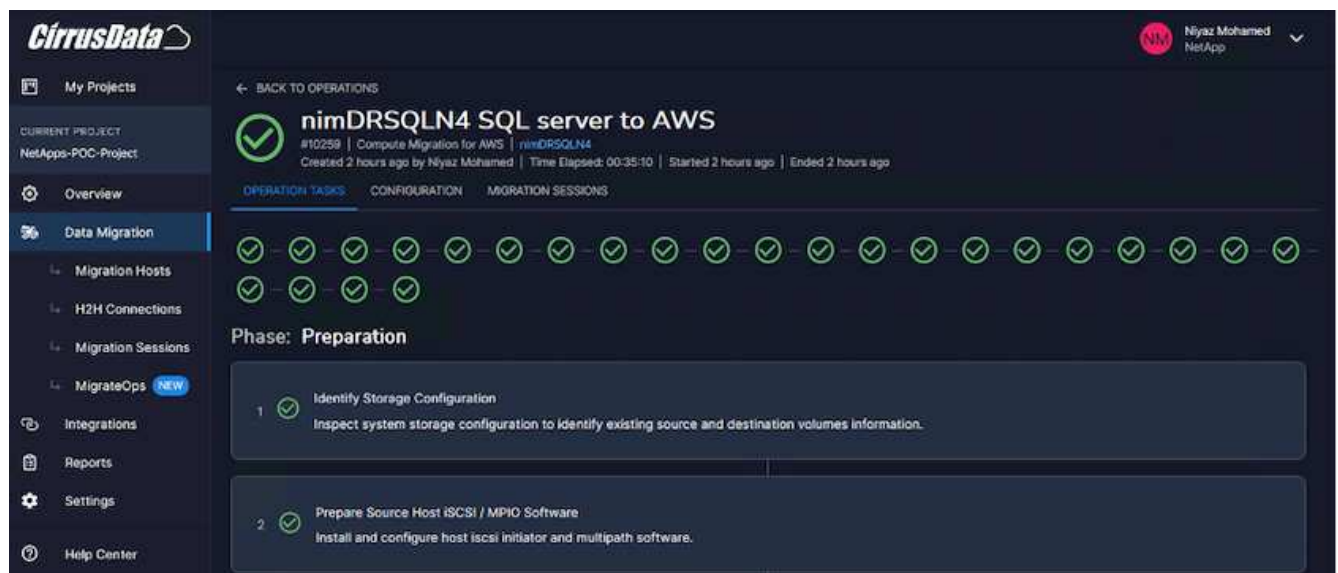 CirrusData
NM
Niyaz Mohamed
NetApp
My Projects
CURRENT PROJECT
NetApps-POC-Project
Overview
Data Migration
Migration Hosts
H2H Connections
Migration Sessions
MigrateOps NEW
Integrations
Reports
Settings
Help Center
← BACK TO OPERATIONS
nimDRSQLN4 SQL server to AWS
#10259 | Compute Migration for AWS | nimDRSQLN4
Created 2 hours ago by Niyaz Mohamed | Time Elapsed: 00:35:10 | Started 2 hours ago | Ended 2 hours ago
OPERATION TASKS CONFIGURATION MIGRATION SESSIONS
Phase: Preparation
1 Identify Storage Configuration
Inspect system storage configuration to identify existing source and destination volumes information.
2 Prepare Source Host iSCSI / MPIO Software
Install and configure host iscsi initiator and multipath software.